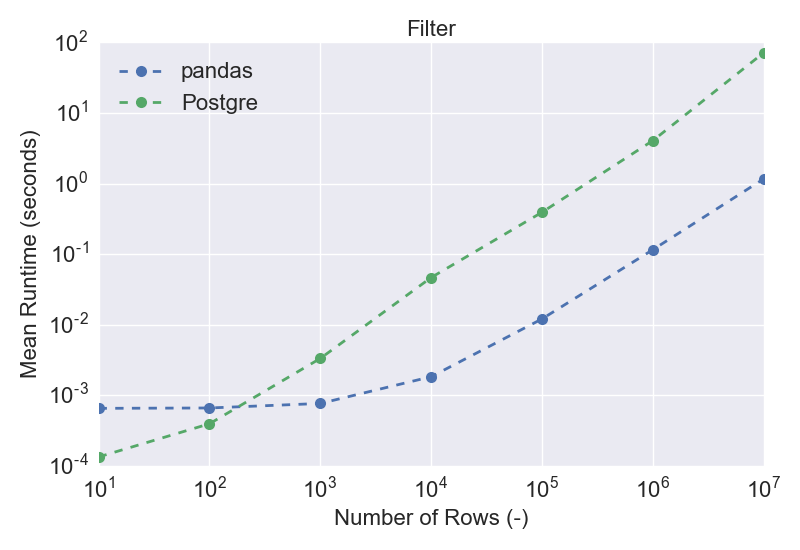 Filter
pandas
Postgre
Mean Runtime (seconds)
10^2
10^1
10^0
10^-1
10^-2
10^-3
10^-4
10^1 10^2 10^3 10^4 10^5 10^6 10^7
Number of Rows (-)